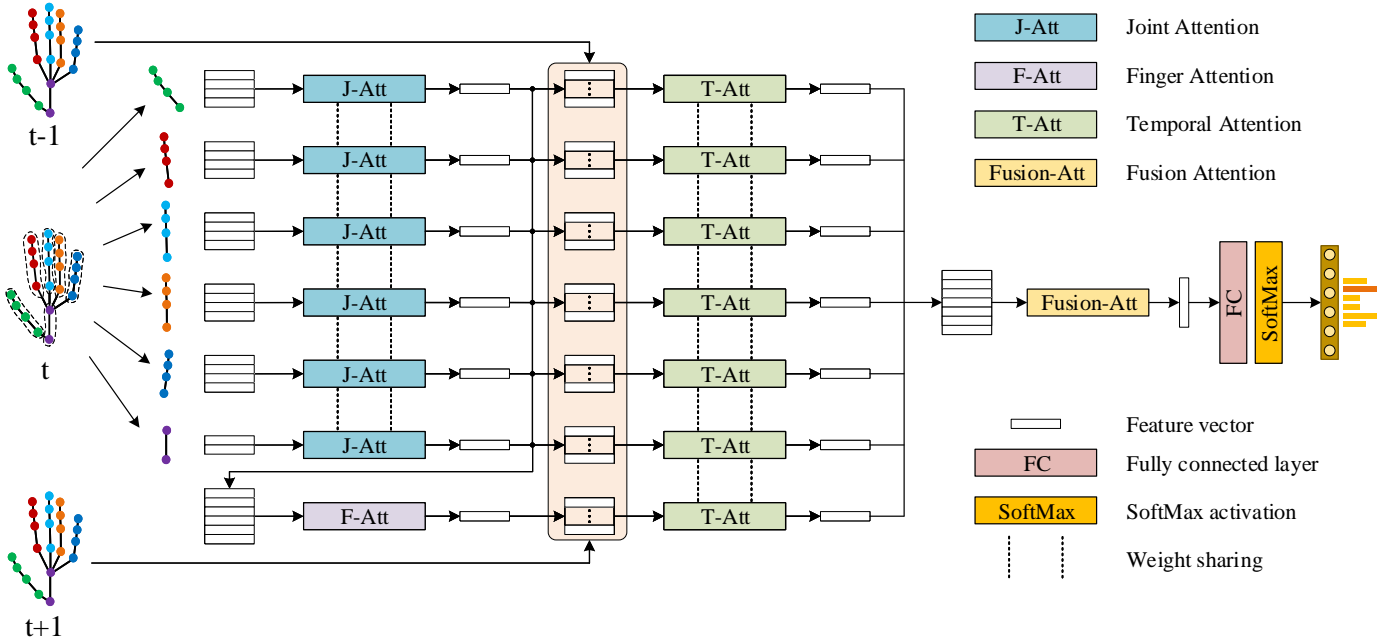 t-1
t
t+1
J-Att
J-Att
J-Att
J-Att
J-Att
J-Att
F-Att
T-Att
T-Att
T-Att
T-Att
T-Att
T-Att
T-Att
Fusion-Att
FC
SoftMax
J-Att Joint Attention
F-Att Finger Attention
T-Att Temporal Attention
Fusion-Att Fusion Attention
Feature vector
FC Fully connected layer
SoftMax SoftMax activation
Weight sharing